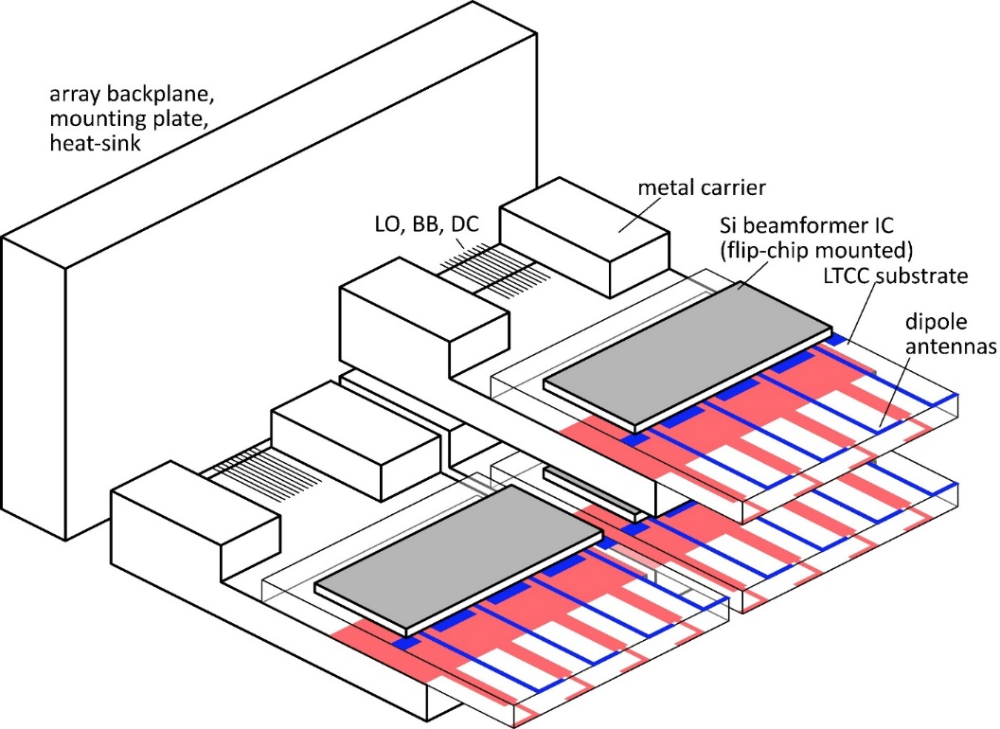 array backplane,
mounting plate,
heat-sink
metal carrier
LO, BB, DC
Si beamformer IC
(flip-chip mounted)
LTCC substrate
dipole
antennas